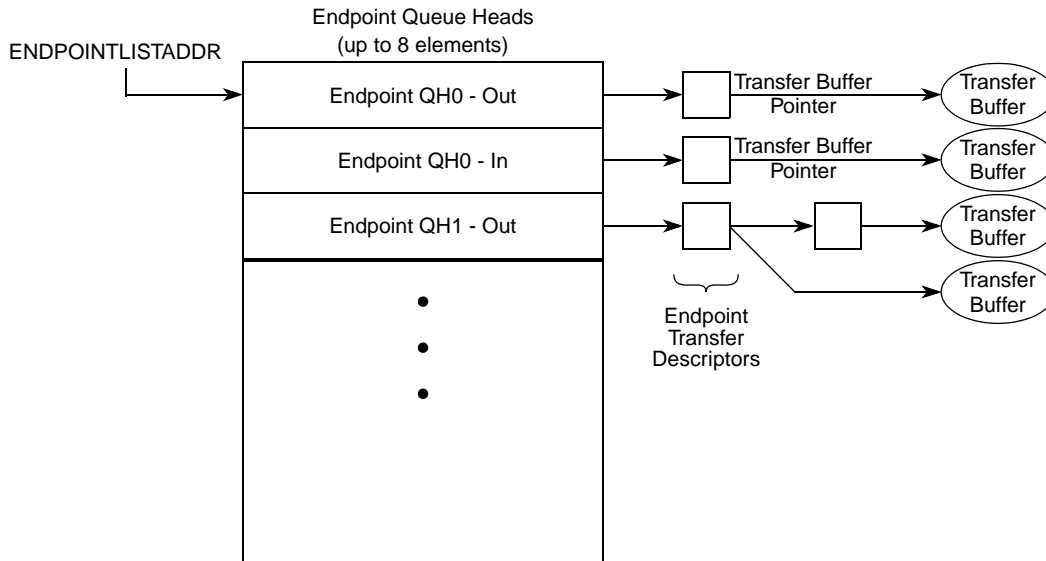 Endpoint Queue Heads
(up to 8 elements)
ENDPOINTLISTADDR
Endpoint QH0 - Out
Transfer Buffer
Pointer
Transfer
Buffer
Endpoint QH0 - In
Transfer Buffer
Pointer
Transfer
Buffer
Endpoint QH1 - Out
Transfer
Buffer
Transfer
Buffer
Endpoint
Transfer
Descriptors